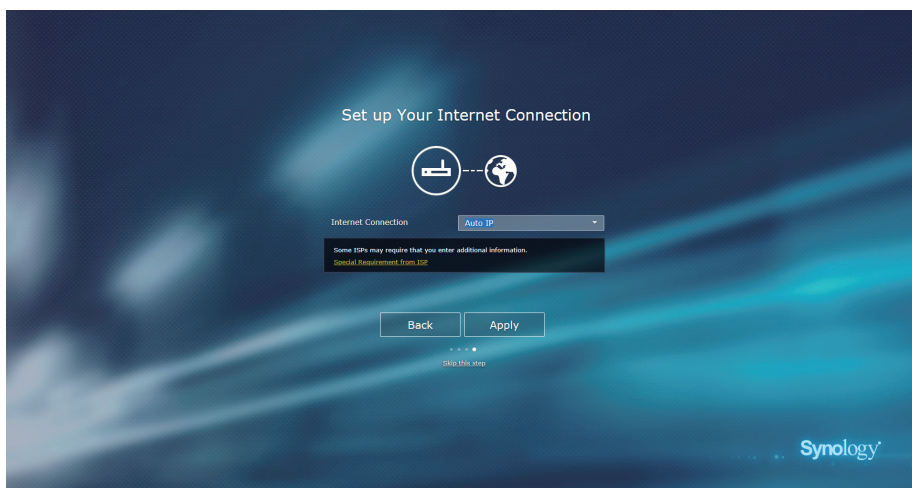 Set up Your Internet Connection
Internet Connection Auto IP
Some ISPs may require that you enter additional information.
Special Requirement from ISP
Back Apply
Skip this step
Synology